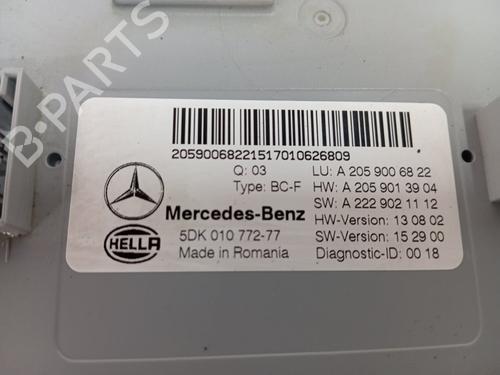 B-PARTS
20590068221517010626809
Q: 03
LU: A 205 900 68 22
Type: BC-F
HW: A 205 901 39 04
SW: A 222 902 11 12
Mercedes-Benz
HW-Version: 13 08 02
HELLA
5DK 010 772-77
SW-Version: 15 29 00
Made in Romania
Diagnostic-ID: 00 18